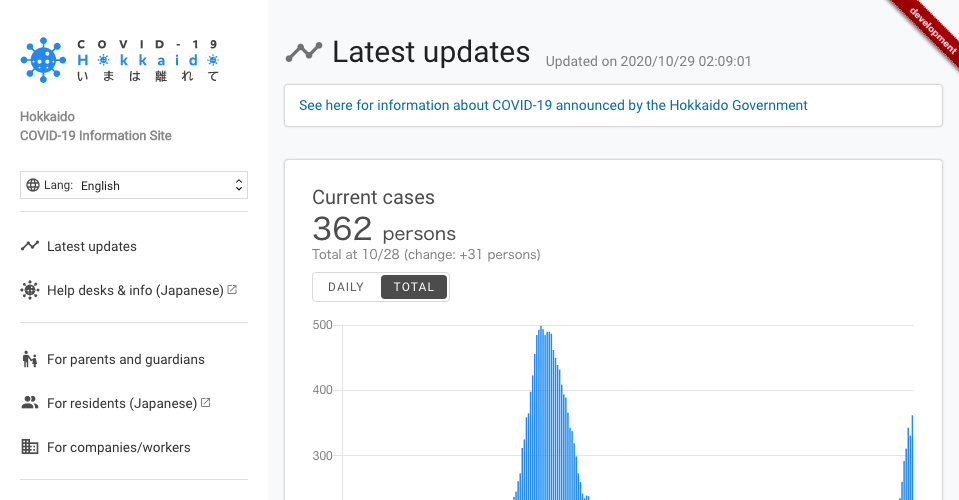 COVID-19
Hokkaido
いまは離れて
Hokkaido
COVID-19 Information Site
Lang: English
Latest updates
Help desks & info (Japanese)
For parents and guardians
For residents (Japanese)
For companies/workers
development
Latest updates Updated on 2020/10/29 02:09:01
See here for information about COVID-19 announced by the Hokkaido Government
Current cases
362 persons
Total at 10/28 (change: +31 persons)
DAILY TOTAL
500
400
300